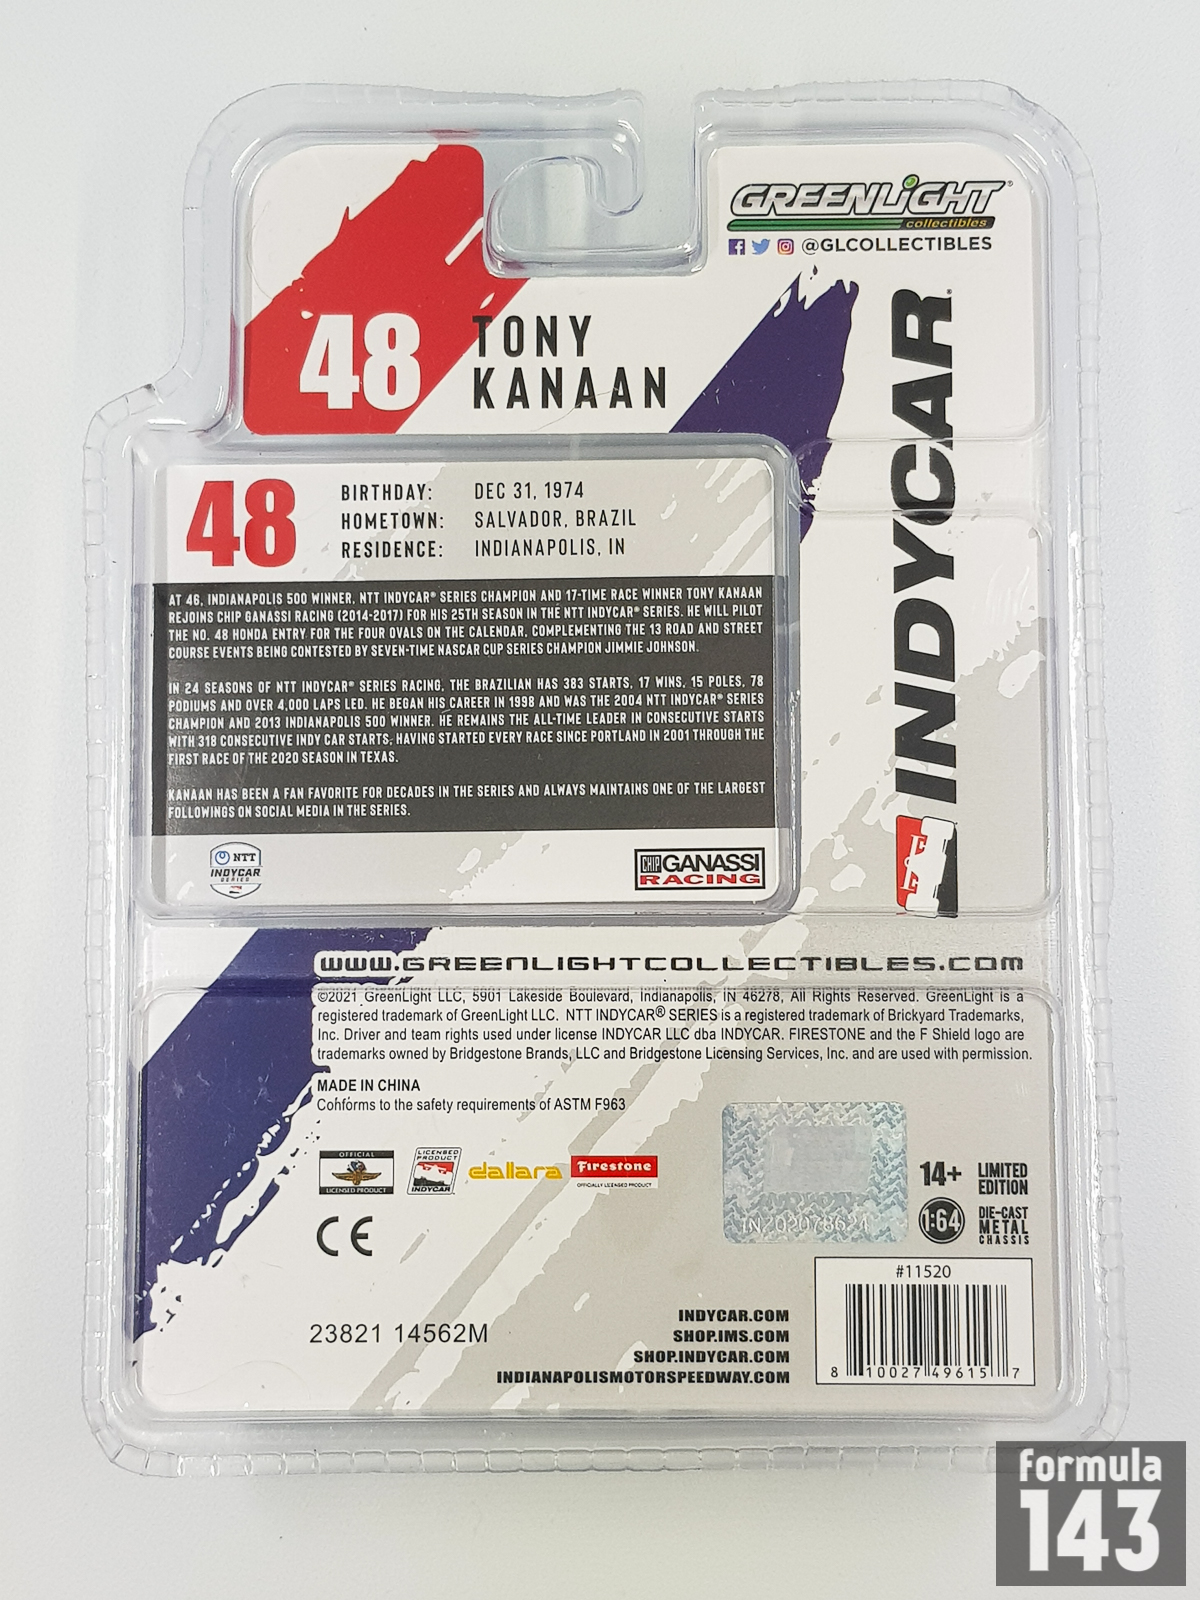 GREENLiGHT®
collectibles
@GLCOLLECTIBLES
48 TONY
KANAAN
INDYCAR®
48
BIRTHDAY: DEC 31, 1974
HOMETOWN: SALVADOR, BRAZIL
RESIDENCE: INDIANAPOLIS, IN
AT 46, INDIANAPOLIS 500 WINNER, NTT INDYCAR® SERIES CHAMPION AND 17-TIME RACE WINNER TONY KANAAN
REJOINS CHIP GANASSI RACING (2014-2017) FOR HIS 25TH SEASON IN THE NTT INDYCAR® SERIES. HE WILL PILOT
THE NO. 48 HONDA ENTRY FOR THE FOUR OVALS ON THE CALENDAR, COMPLEMENTING THE 13 ROAD AND STREET
COURSE EVENTS BEING CONTESTED BY SEVEN-TIME NASCAR CUP SERIES CHAMPION JIMMIE JOHNSON.
IN 24 SEASONS OF NTT INDYCAR® SERIES RACING, THE BRAZILIAN HAS 383 STARTS, 17 WINS, 15 POLES, 78
PODIUMS AND OVER 4,000 LAPS LED. HE BEGAN HIS CAREER IN 1998 AND WAS THE 2004 NTT INDYCAR® SERIES
CHAMPION AND 2013 INDIANAPOLIS 500 WINNER. HE REMAINS THE ALL-TIME LEADER IN CONSECUTIVE STARTS
WITH 318 CONSECUTIVE INDY CAR STARTS, HAVING STARTED EVERY RACE SINCE PORTLAND IN 2001 THROUGH THE
FIRST RACE OF THE 2020 SEASON IN TEXAS.
KANAAN HAS BEEN A FAN FAVORITE FOR DECADES IN THE SERIES AND ALWAYS MAINTAINS ONE OF THE LARGEST
FOLLOWINGS ON SOCIAL MEDIA IN THE SERIES.
NTT
INDYCAR
SERIES
CHIP GANASSI
RACING
WWW.GREENLIGHTCOLLECTIBLES.COM
©2021 GreenLight LLC, 5901 Lakeside Boulevard, Indianapolis, IN 46278, All Rights Reserved. GreenLight is a
registered trademark of GreenLight LLC. NTT INDYCAR® SERIES is a registered trademark of Brickyard Trademarks,
Inc. Driver and team rights used under license INDYCAR LLC dba INDYCAR. FIRESTONE and the F Shield logo are
trademarks owned by Bridgestone Brands, LLC and Bridgestone Licensing Services, Inc. and are used with permission.
MADE IN CHINA
Conforms to the safety requirements of ASTM F963
OFFICIAL
LICENSED PRODUCT
LICENSED
PRODUCT
INDYCAR
dallara
Firestone
OFFICIALLY LICENSED PRODUCT
CE
INZ02078624
14+ LIMITED
EDITION
1:64 DIE-CAST
METAL
CHASSIS
#11520
8 10027 49615 7
23821 14562M
INDYCAR.COM
SHOP.IMS.COM
SHOP.INDYCAR.COM
INDIANAPOLISMOTORSPEEDWAY.COM
formula
143